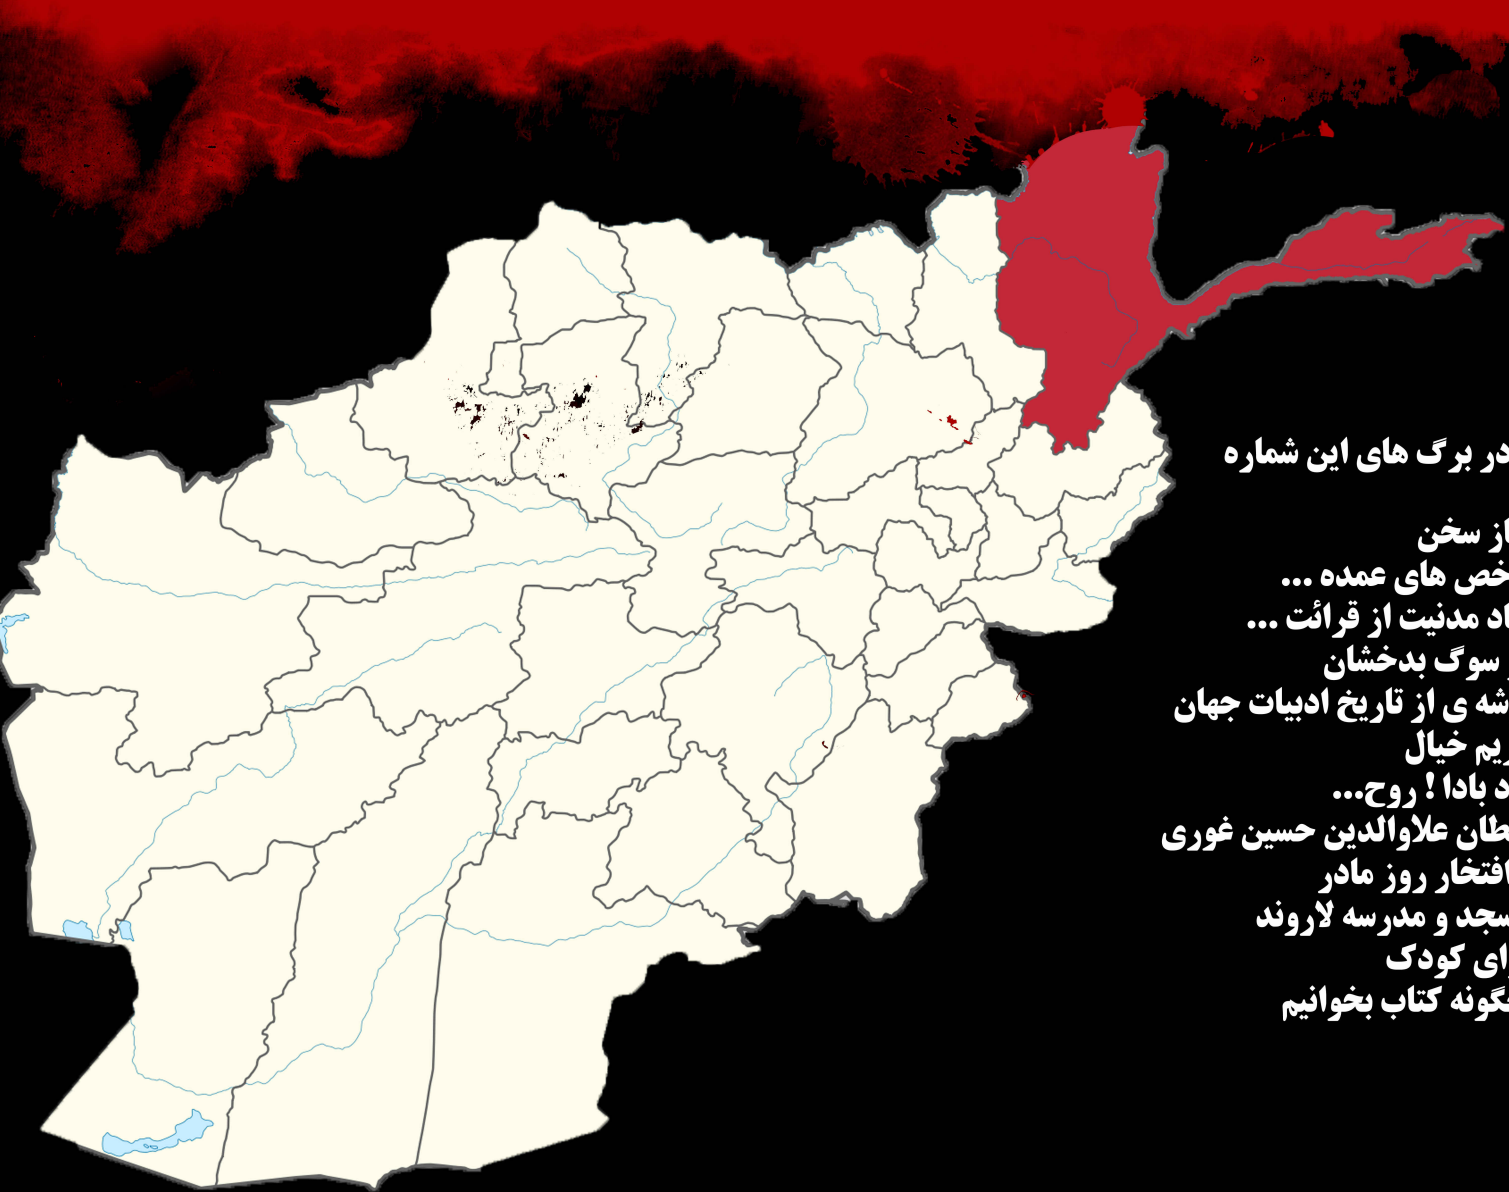 در برگ های این شماره
از سخن
خص های عمده ...
اد مدنیت از قرائت ...
سوگ بدخشان
شه ی از تاریخ ادبیات جهان
ریم خیال
د بادا ! روح...
طان علاوالدین حسین غوری
افتخار روز مادر
سجد و مدرسه لاروند
رای کودک
گونه کتاب بخوانیم